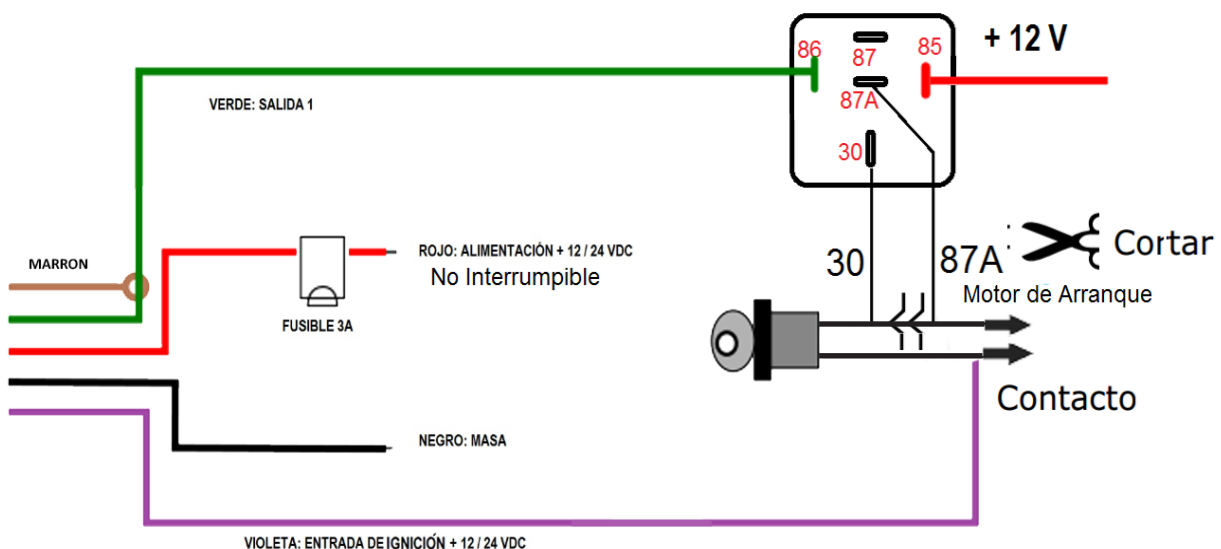 + 12 V
86
87
85
87A
30
VERDE: SALIDA 1
MARRON
ROJO: ALIMENTACIÓN + 12 / 24 VDC
No Interrumpible
FUSIBLE 3A
30
87A
Cortar
Motor de Arranque
Contacto
NEGRO: MASA
VIOLETA: ENTRADA DE IGNICIÓN + 12 / 24 VDC